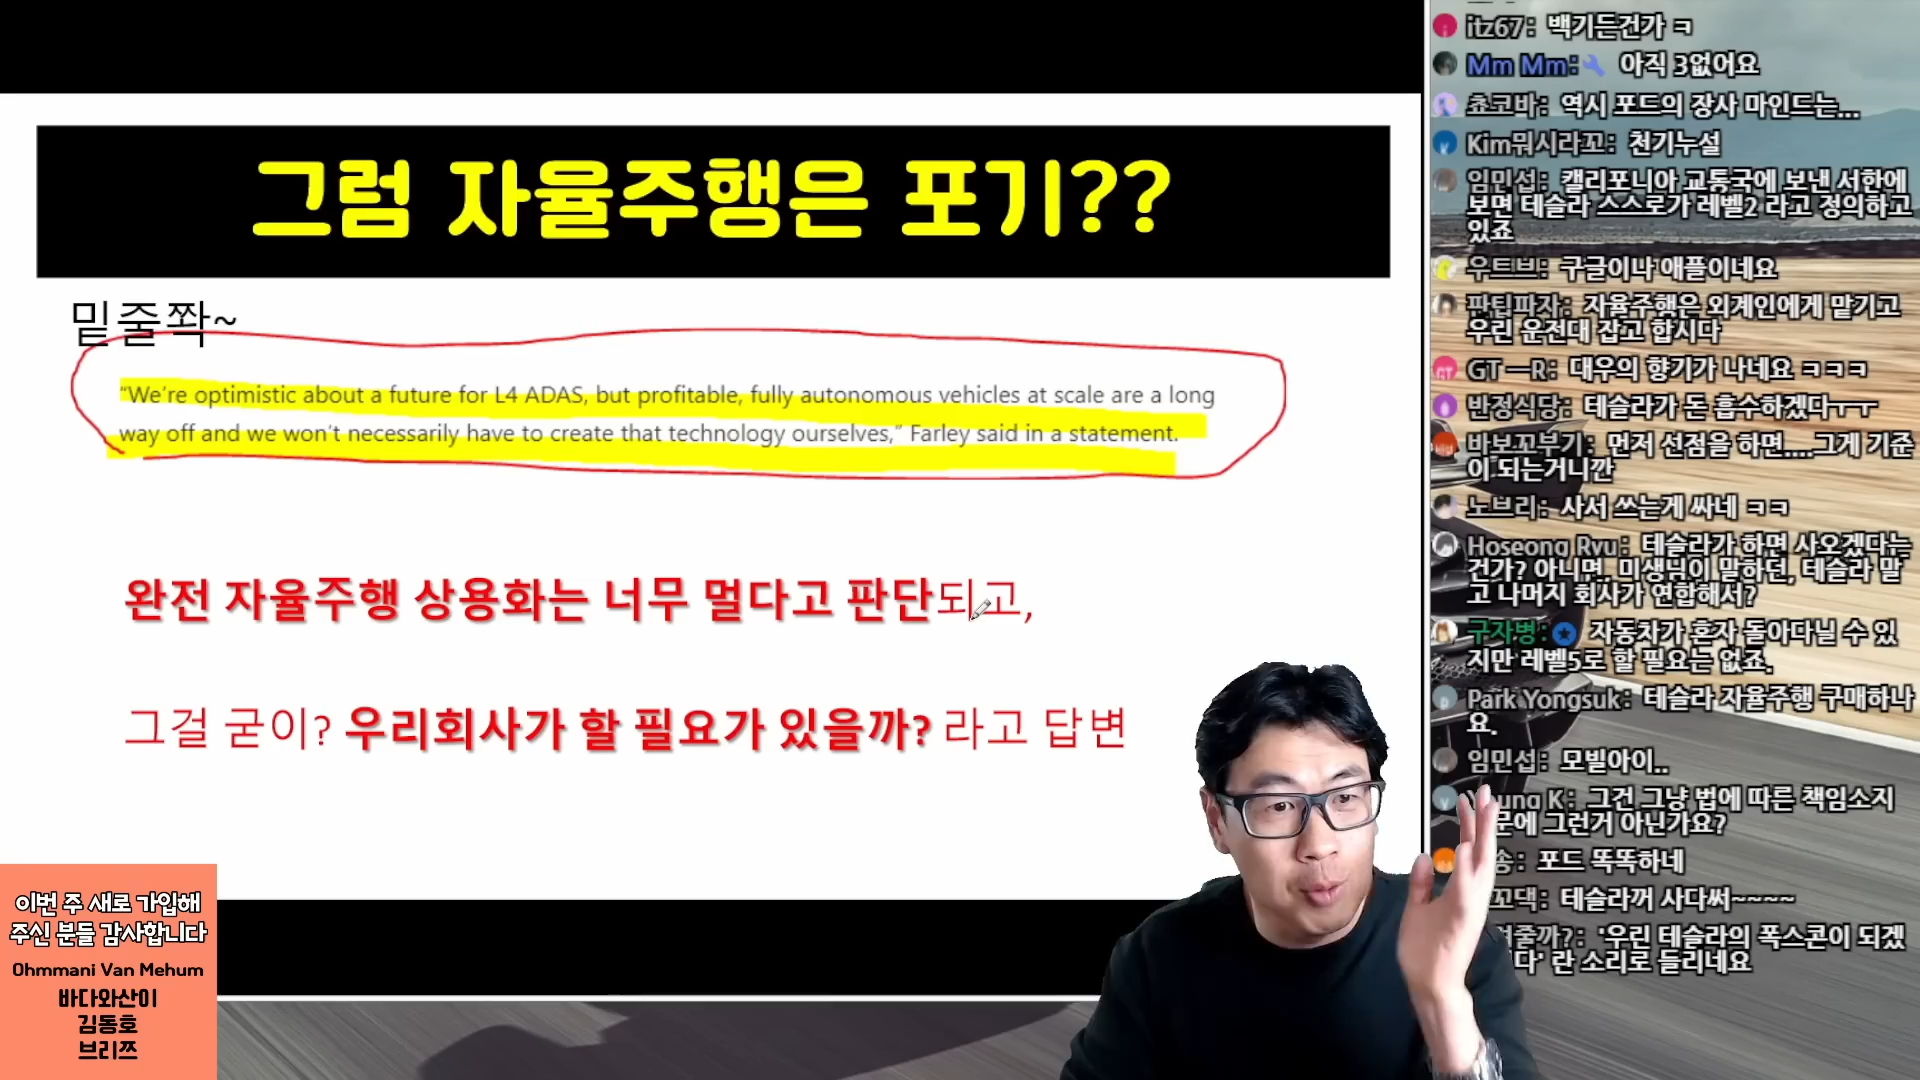 그럼 자율주행은 포기??
밑줄쫙~
“We’re optimistic about a future for L4 ADAS, but profitable, fully autonomous vehicles at scale are a long
way off and we won’t necessarily have to create that technology ourselves,” Farley said in a statement.
완전 자율주행 상용화는 너무 멀다고 판단되고,
그걸 굳이? 우리회사가 할 필요가 있을까? 라고 답변
이번 주 새로 가입해
주신 분들 감사합니다
Ohmmani Van Mehum
바다와산이
김동호
브리쯔
itz67: 백기든건가 ㅋ
Mm Mm: 아직 3없어요
쵸코바: 역시 포드의 장사 마인드는...
Kim뭐시라꼬: 천기누설
임민섭: 캘리포니아 교통국에 보낸 서한에
보면 테슬라 스스로가 레벨2 라고 정의하고
있죠
우트브: 구글이나 애플이네요
파팁파자: 자율주행은 외계인에게 맡기고
우린 운전대 잡고 합시다
GT—R: 대우의 향기가 나네요 ㅋㅋㅋ
반정식당: 테슬라가 돈 흡수하겠다ㅜㅜ
바보꼬부기: 먼저 선점을 하면....그게 기준
이 되는거니깐
노브리: 사서 쓰는게 싸네 ㅋㅋ
Hoseong Ryu: 테슬라가 하면 사오겠다는
건가? 아니면, 미생님이 말하던, 테슬라 말
고 나머지 회사가 연합해서?
구자병: 자동차가 혼자 돌아다닐 수 있
지만 레벨5로 할 필요는 없죠.
Park Yongsuk: 테슬라 자율주행 구매하나
요.
임민섭: 모빌아이..
K: 그건 그냥 법에 따른 책임소지
문에 그런거 아닌가요?
송: 포드 똑똑하네
꼬댁: 테슬라꺼 사다써~~~~
줄까?: '우린 테슬라의 폭스콘이 되겠
다' 란 소리로 들리네요